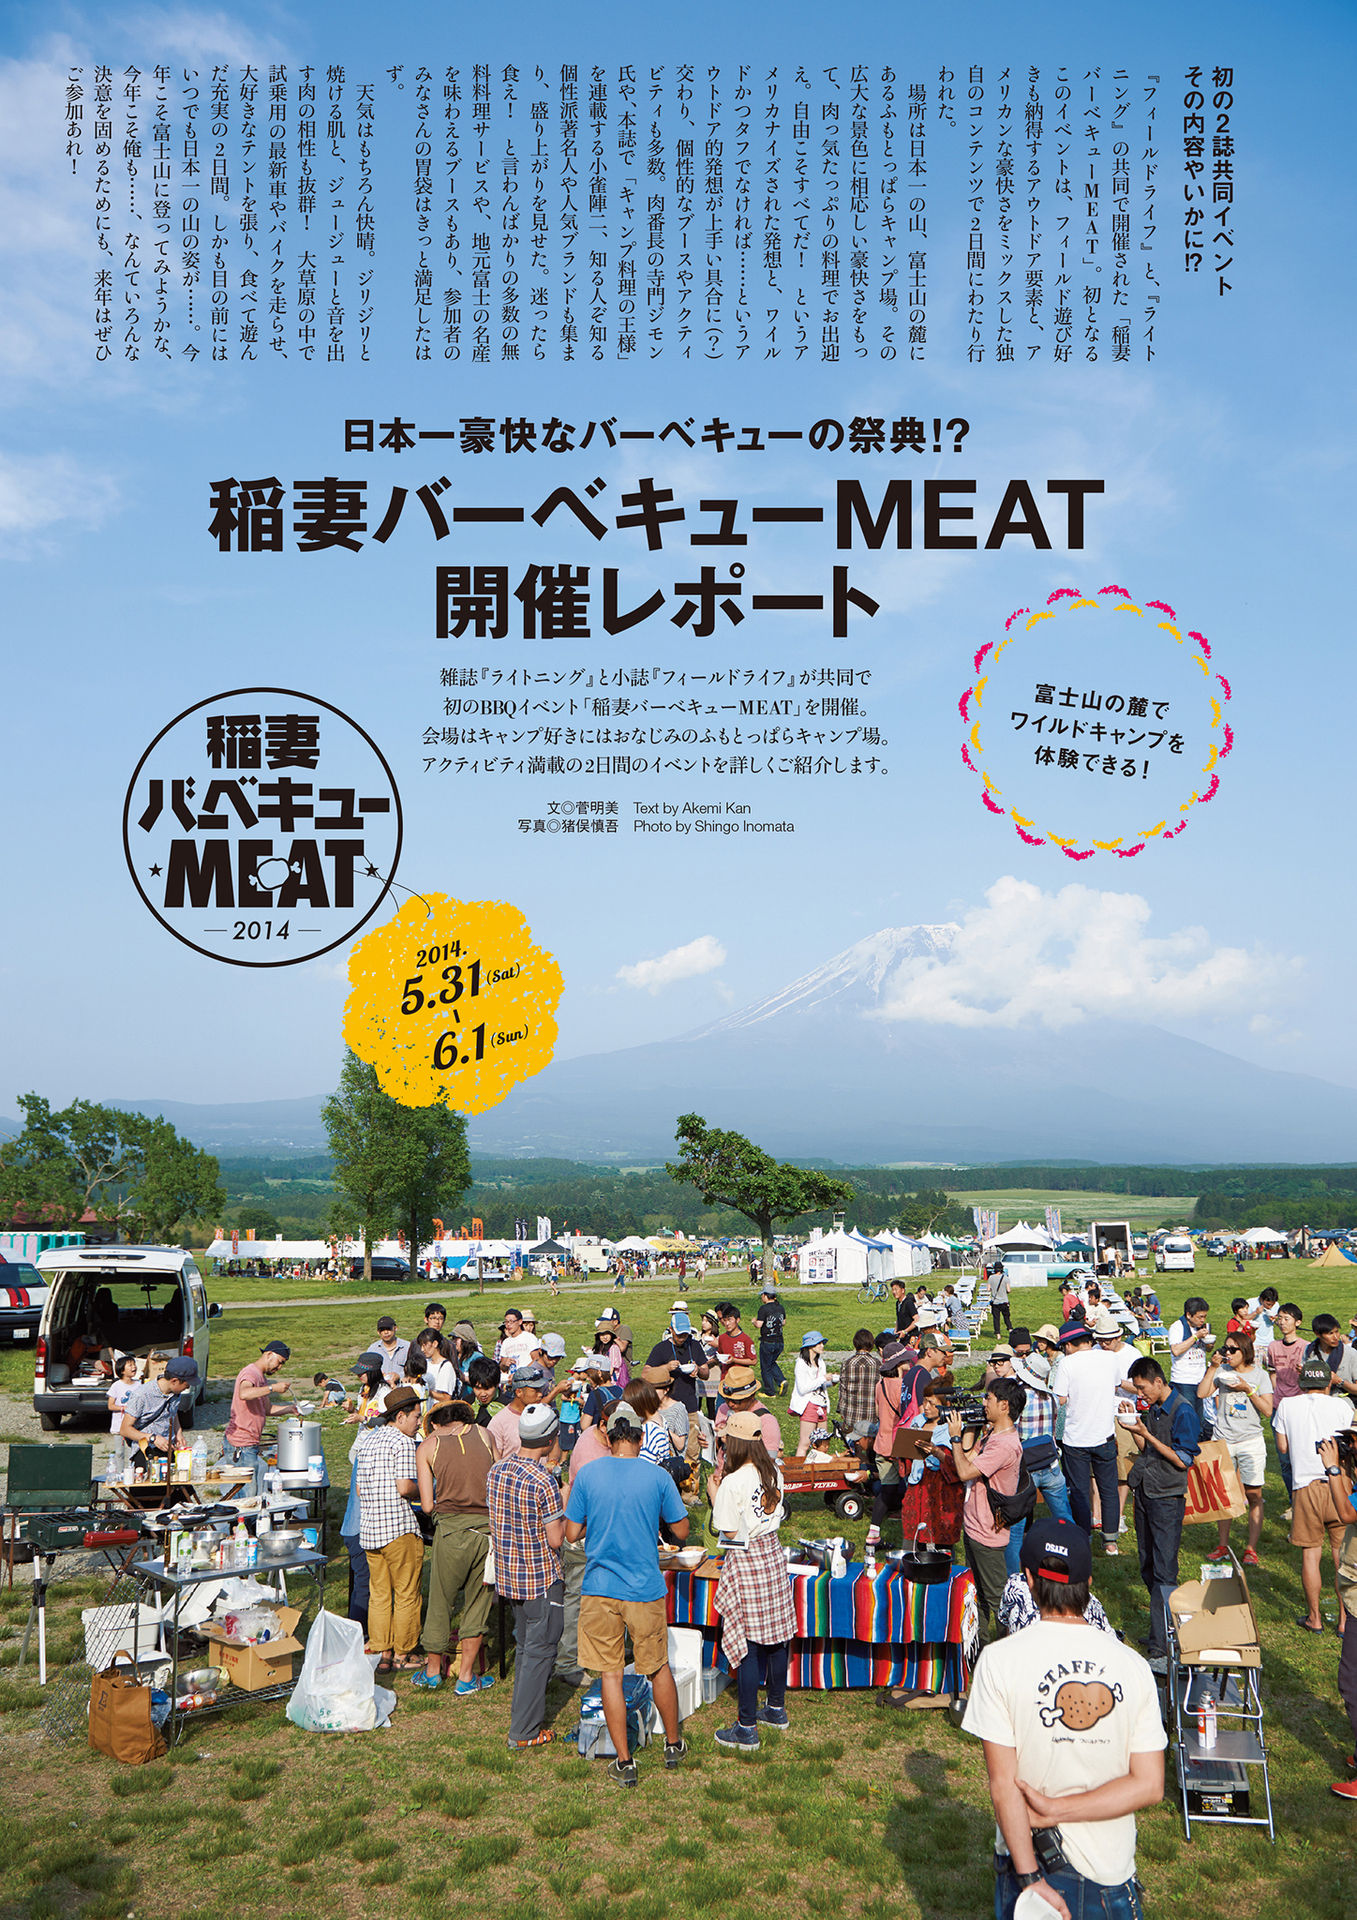 初の2誌共同イベント
その内容やいかに!?
『フィールドライフ』と、『ライト
ニング』の共同で開催された「稲妻
バーベキューMEAT」。初となる
このイベントは、フィールド遊び好
きも納得するアウトドア要素と、ア
メリカンな豪快さをミックスした独
自のコンテンツで2日間にわたり行
われた。
場所は日本一の山、富士山の麓に
あるふもとっぱらキャンプ場。その
広大な景色に相応しい豪快さをもっ
て、肉っ気たっぷりの料理でお出迎
え。自由こそすべてだ! というア
メリカナイズされた発想と、ワイル
ドかつタフでなければ………というア
ウトドア的発想が上手い具合に(?)
交わり、個性的なブースやアクティ
ビティも多数。肉番長の寺門ジモン
氏や、本誌で「キャンプ料理の王様」
を連載する小雀陣二、知る人ぞ知る
個性派著名人や人気ブランドも集ま
り、盛り上がりを見せた。迷ったら
食え! と言わんばかりの多数の無
料料理サービスや、地元富士の名産
を味わえるブースもあり、参加者の
みなさんの胃袋はきっと満足したは
ず。
天気はもちろん快晴。ジリジリと
焼ける肌と、ジュージューと音を出
す肉の相性も抜群! 大草原の中で
試乗用の最新車やバイクを走らせ、
大好きなテントを張り、食べて遊ん
だ充実の2日間。しかも目の前には
いつでも日本一の山の姿が……。今
年こそ富士山に登ってみようかな、
今年こそ俺も……、なんていろんな
決意を固めるためにも、来年はぜひ
ご参加あれ!
日本一豪快なバーベキューの祭典!?
稲妻バーベキューMEAT
開催レポート
雑誌『ライトニング』と小誌『フィールドライフ』が共同で
初のBBQイベント「稲妻バーベキューMEAT」を開催。
会場はキャンプ好きにはおなじみのふもとっぱらキャンプ場。
アクティビティ満載の2日間のイベントを詳しくご紹介します。
文◎菅明美 Text by Akemi Kan
写真◎猪俣慎吾 Photo by Shingo Inomata
富士山の麓で
ワイルドキャンプを
体験できる!
稲妻
バーベキュー
MEAT
2014
2014.
5.31(Sat)
-
6.1(Sun)
OSAKA
STAFF
Lightning フィールドライフ
POLER